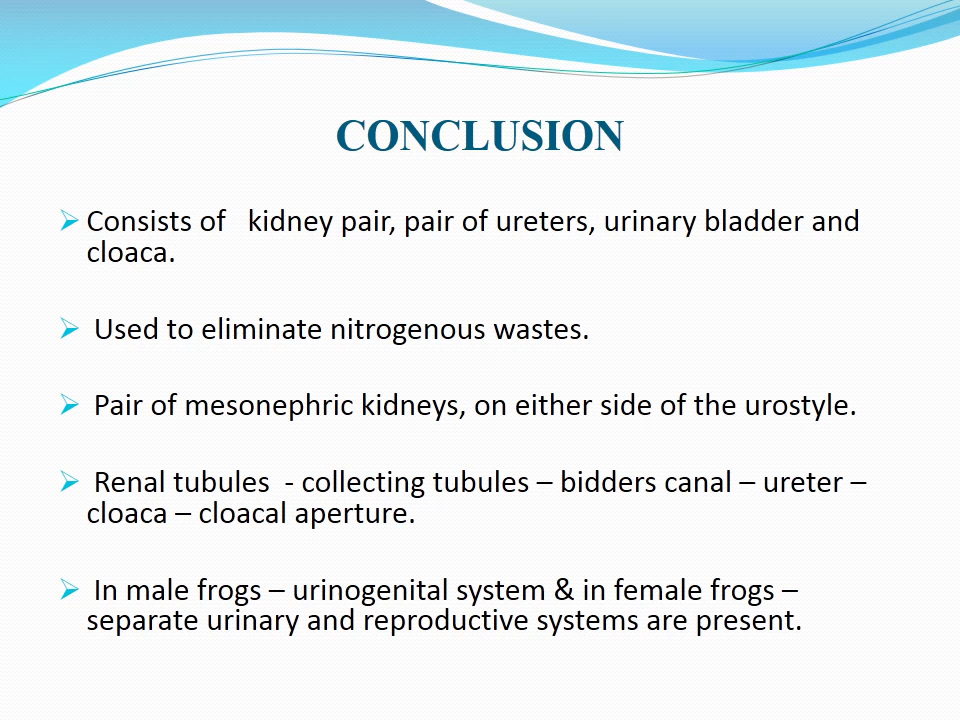 CONCLUSION
Consists of   kidney pair, pair of ureters, urinary bladder and
cloaca.
Used to eliminate nitrogenous wastes.
Pair of mesonephric kidneys, on either side of the urostyle.
Renal tubules  - collecting tubules – bidders canal – ureter –
cloaca – cloacal aperture.
In male frogs – urinogenital system & in female frogs –
separate urinary and reproductive systems are present.